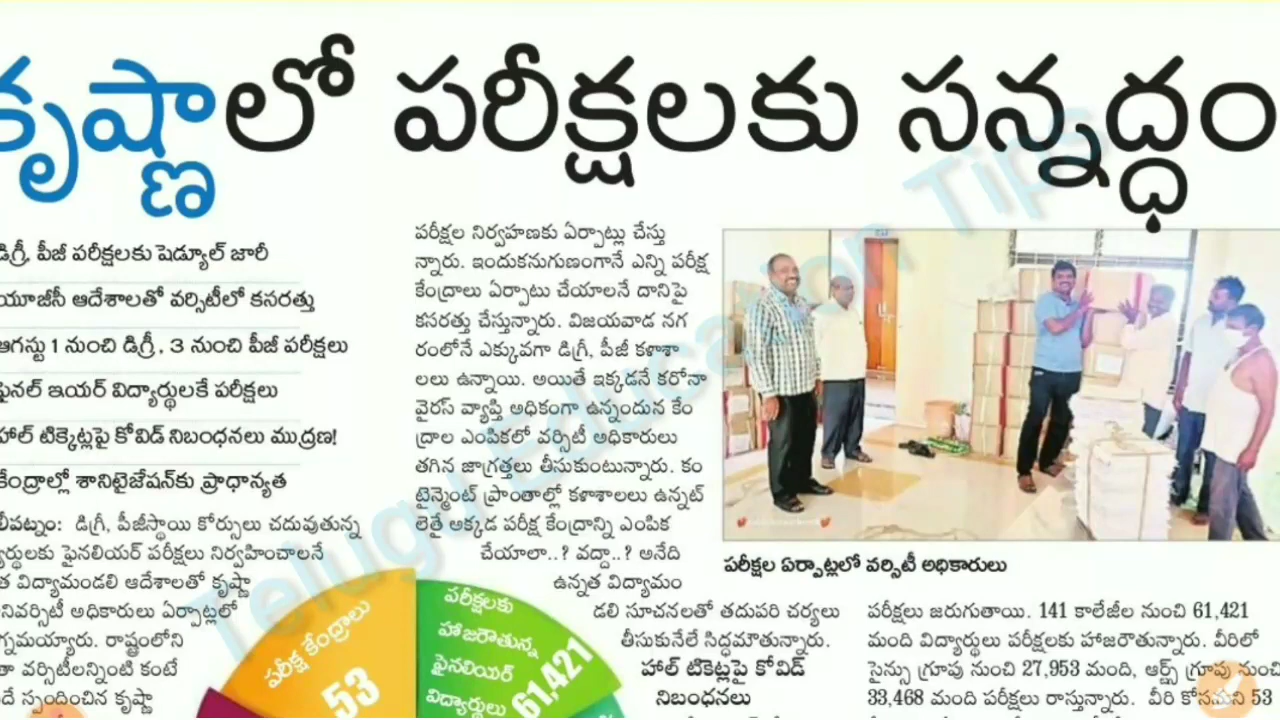 కృష్ణాలో పరీక్షలకు సన్నద్ధం
డిగ్రీ, పీజీ పరీక్షలకు షెడ్యూల్ జారీ
యూజీసీ ఆదేశాలతో వర్సిటీలో కసరత్తు
ఆగస్టు 1 నుంచి డిగ్రీ, 3 నుంచి పీజీ పరీక్షలు
ఫైనల్ ఇయర్ విద్యార్థులకే పరీక్షలు
హాల్ టిక్కెట్లపై కోవిడ్ నిబంధనలు ముద్రణ!
కేంద్రాల్లో శానిటైజేషన్‌కు ప్రాధాన్యత
లీపట్నం: డిగ్రీ, పీజీస్థాయి కోర్సులు చదువుతున్న
ర్థులకు ఫైనలియర్ పరీక్షలు నిర్వహించాలనే
త విద్యామండలి ఆదేశాలతో కృష్ణా
నివర్సిటీ అధికారులు ఏర్పాట్లలో
గ్నమయ్యారు. రాష్ట్రంలోని
తా వర్సిటీలన్నింటి కంటే
దే స్పందించిన కృష్ణా
పరీక్షల నిర్వహణకు ఏర్పాట్లు చేస్తు
న్నారు. ఇందుకనుగుణంగానే ఎన్ని పరీక్ష
కేంద్రాలు ఏర్పాటు చేయాలనే దానిపై
కసరత్తు చేస్తున్నారు. విజయవాడ నగ
రంలోనే ఎక్కువగా డిగ్రీ, పీజీ కళాశా
లలు ఉన్నాయి. అయితే ఇక్కడనే కరోనా
వైరస్ వ్యాప్తి అధికంగా ఉన్నందున కేం
ద్రాల ఎంపికలో వర్సిటీ అధికారులు
తగిన జాగ్రత్తలు తీసుకుంటున్నారు. కం
టైన్మెంట్ ప్రాంతాల్లో కళాశాలలు ఉన్నట్
లైతే అక్కడ పరీక్ష కేంద్రాన్ని ఎంపిక
చేయాలా..? వద్దా..? అనేది
ఉన్నత విద్యామం
డలి సూచనలతో తదుపరి చర్యలు
తీసుకునేలే సిద్ధమౌతున్నారు.
హాల్ టికెట్లపై కోవిడ్
నిబంధనలు
పరీక్ష కేంద్రాలు
53
పరీక్షలకు
హాజరౌతున్న
ఫైనలియర్
విద్యార్థులు
61,421
పరీక్షల ఏర్పాట్లలో వర్సిటీ అధికారులు
పరీక్షలు జరుగుతాయి. 141 కాలేజీల నుంచి 61,421
మంది విద్యార్థులు పరీక్షలకు హాజరౌతున్నారు. వీరిలో
సైన్సు గ్రూపు నుంచి 27,953 మంది, ఆర్ట్స్ గ్రూపు నుంచి
33,468 మంది పరీక్షలు రాస్తున్నారు. వీరి కోసమని 53
Telugu Education Tips